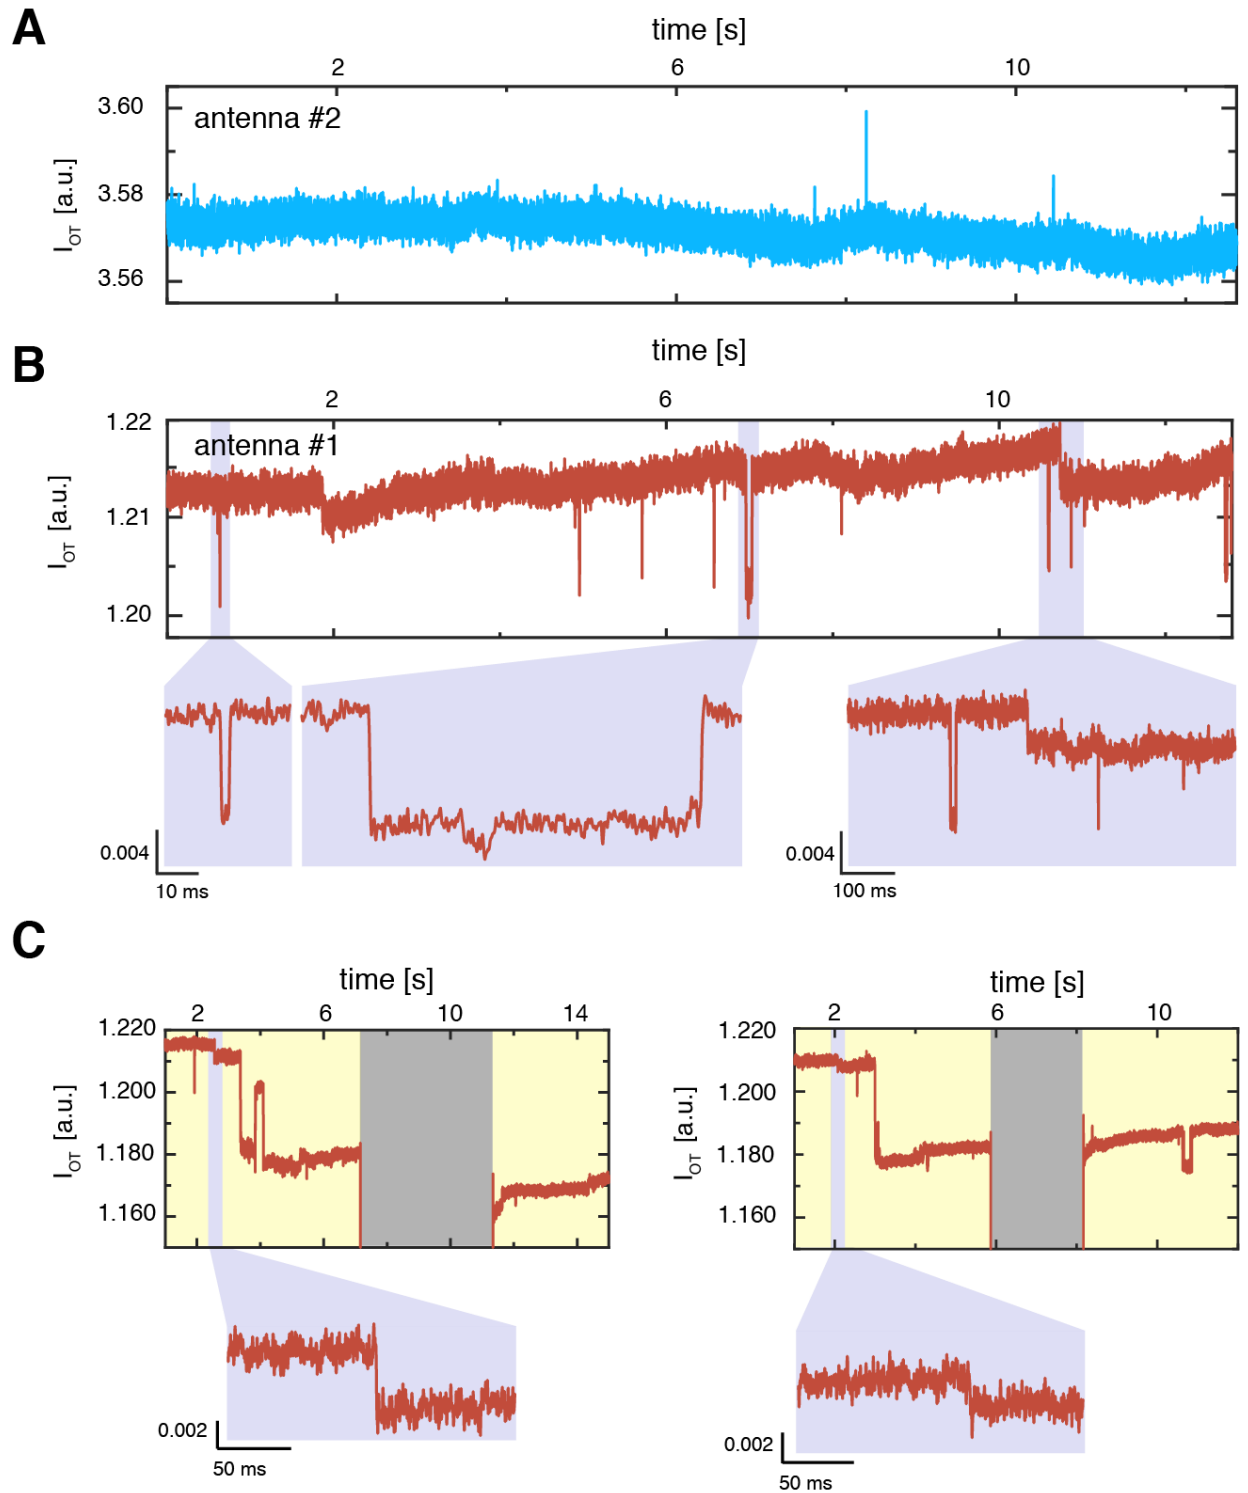 A
time [s]
2 6 10
3.60
3.58
3.56
I_OT [a.u.]
antenna #2
B
time [s]
2 6 10
1.22
1.21
1.20
I_OT [a.u.]
antenna #1
0.004
10 ms
0.004
100 ms
C
time [s]
2 6 10 14
1.220
1.200
1.180
1.160
I_OT [a.u.]
0.002
50 ms
time [s]
2 6 10
1.220
1.200
1.180
1.160
I_OT [a.u.]
0.002
50 ms